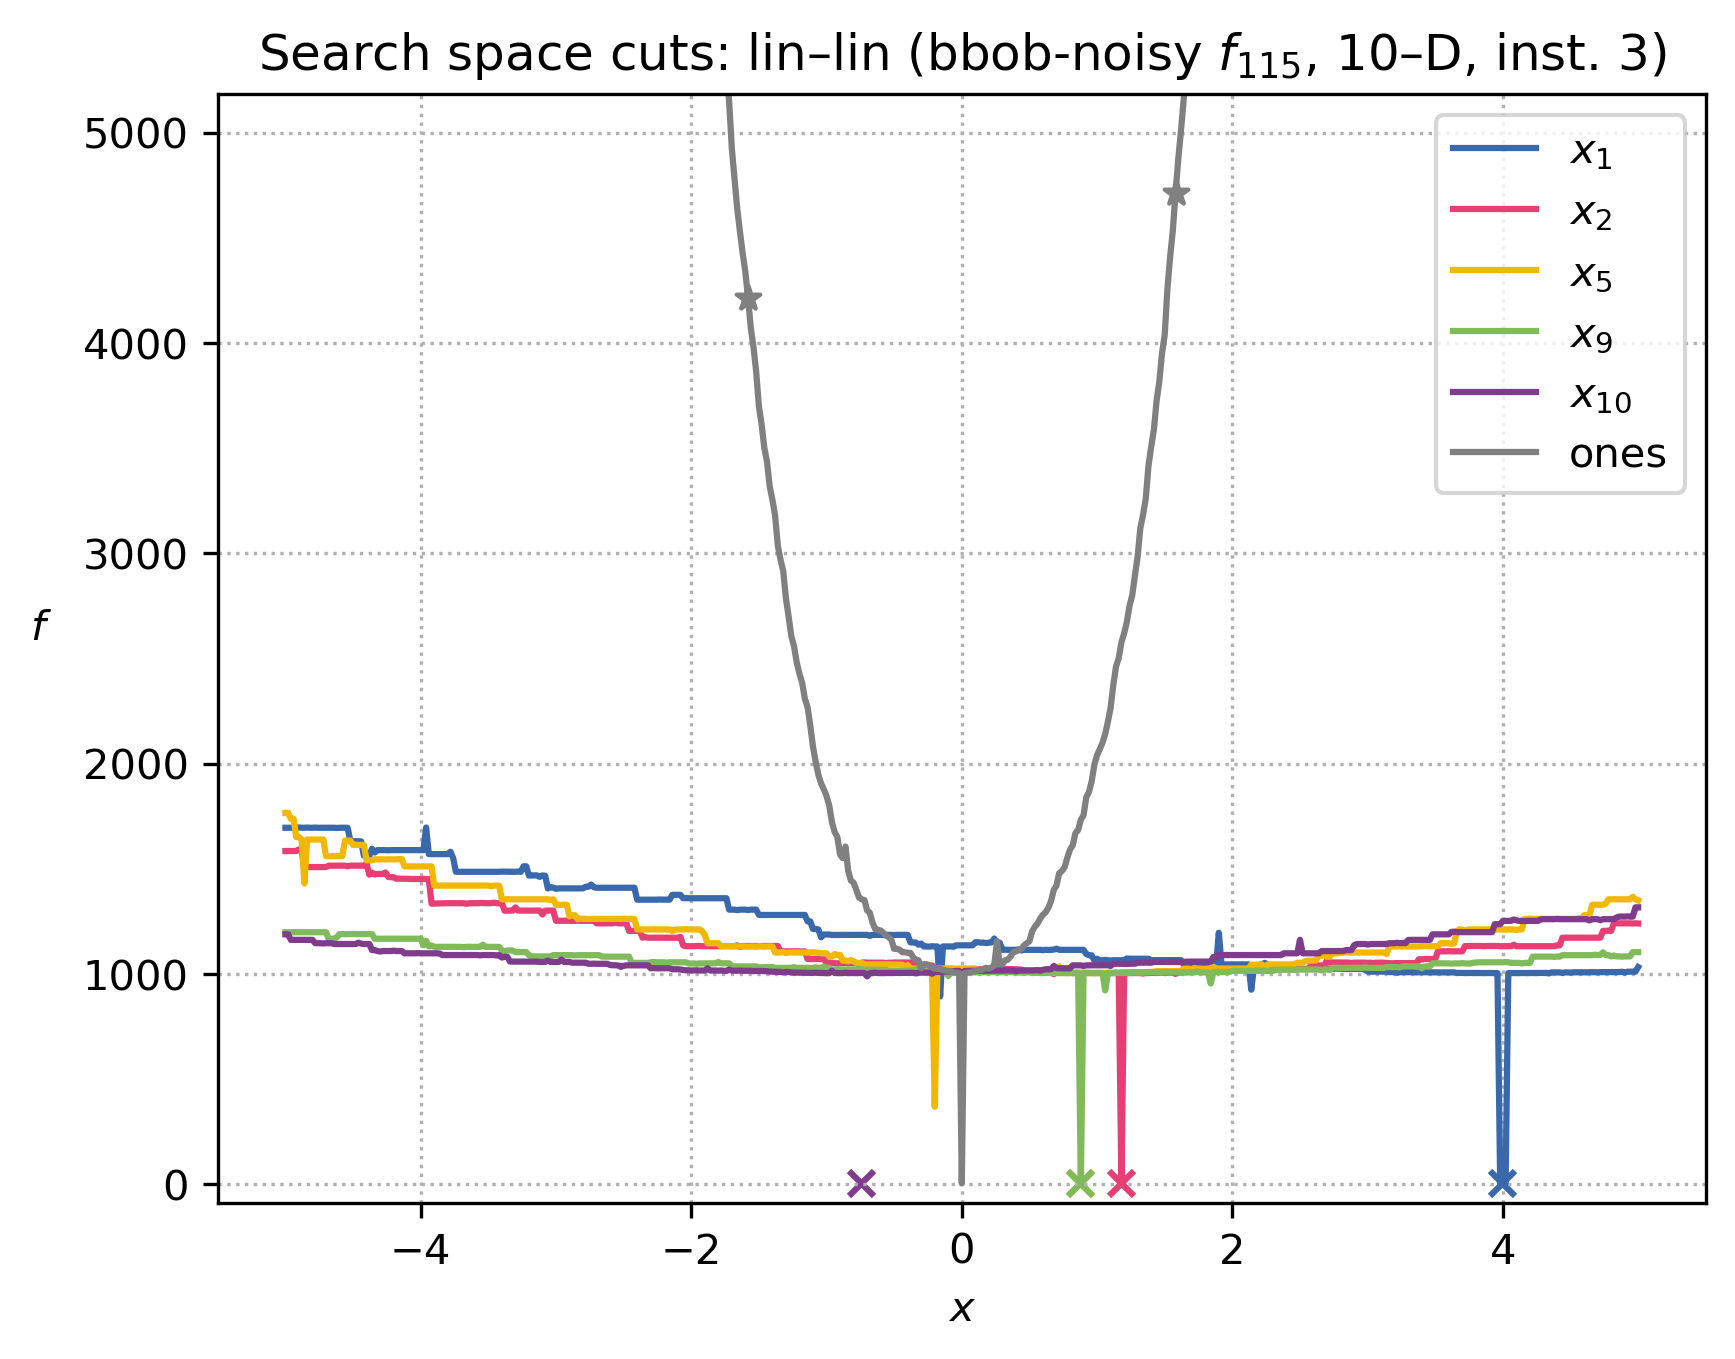 Search space cuts: lin–lin (bbob-noisy f115, 10–D, inst. 3)
5000
4000
3000
2000
1000
0
f
−4
−2
0
2
4
x
x1
x2
x5
x9
x10
ones